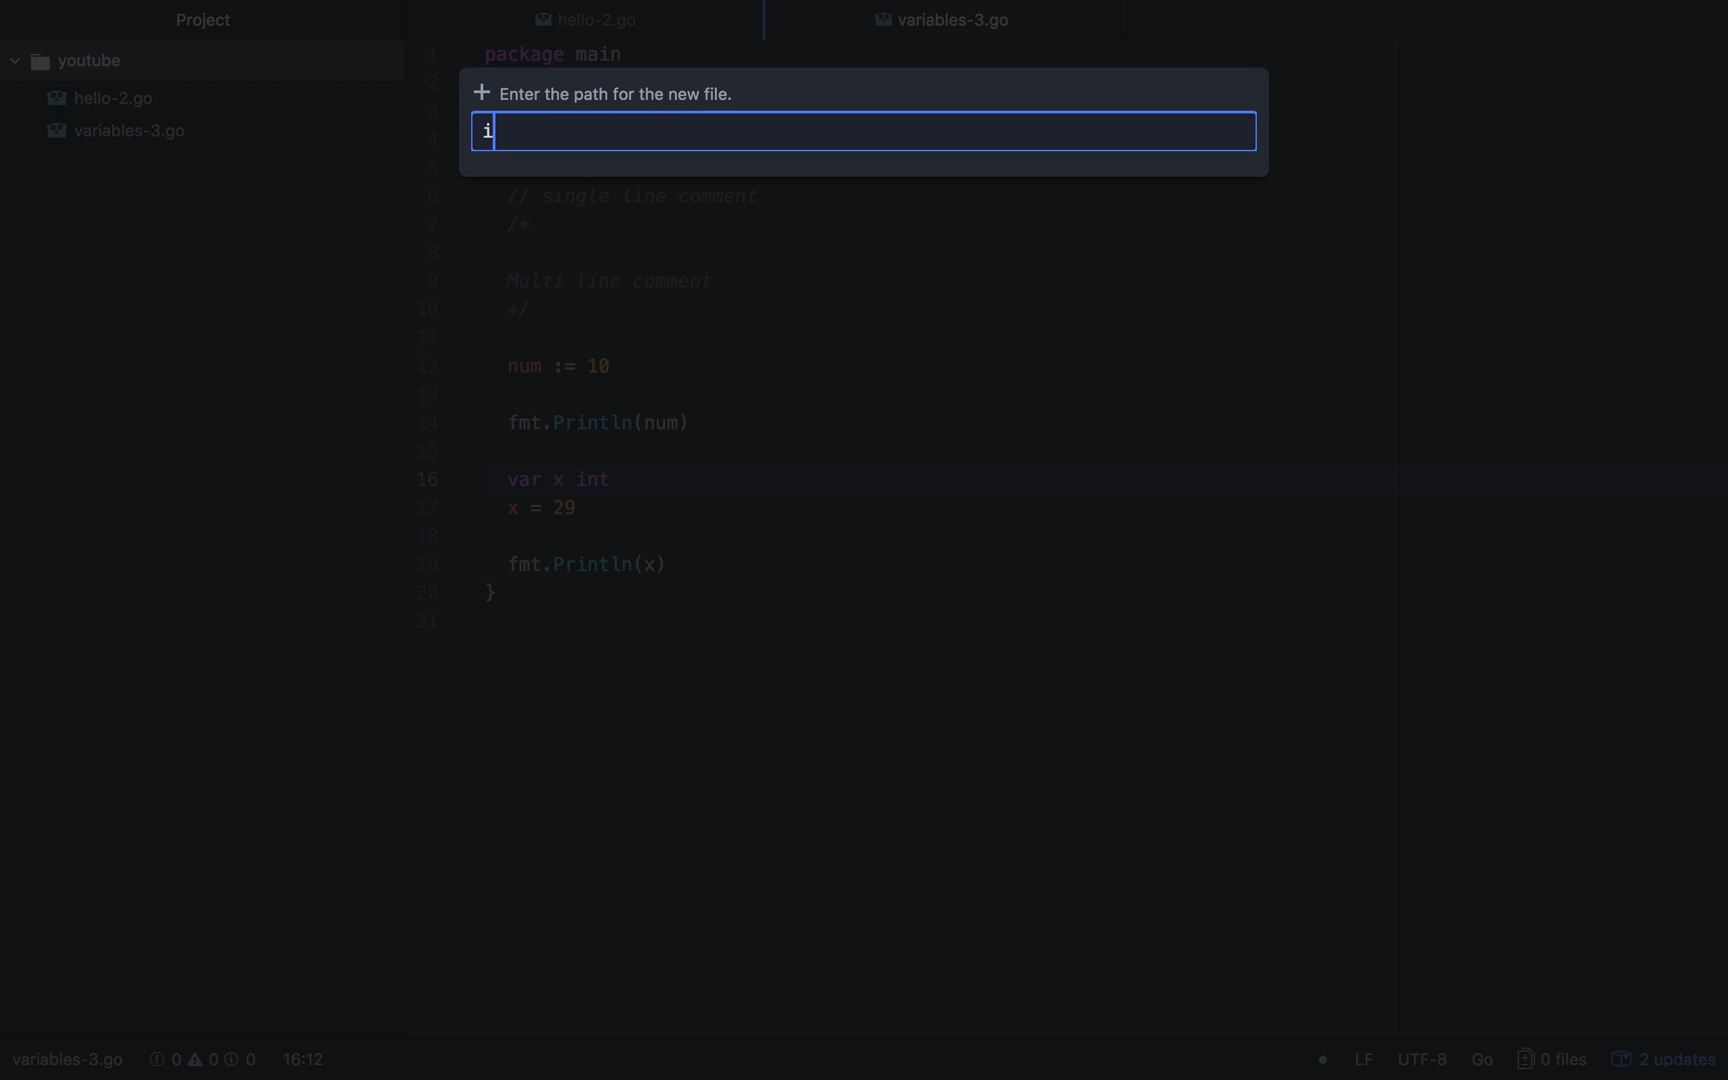 Project
hello-2.go
variables-3.go
youtube
hello-2.go
variables-3.go
1 package main
2
Enter the path for the new file.
3
i
4
5
6 // single line comment
7 /*
8
9 Multi line comment
10 */
11
12 num := 10
13
14 fmt.Println(num)
15
16 var x int
17 x = 29
18
19 fmt.Println(x)
20 }
21
variables-3.go 0 0 0 16:12 LF UTF-8 Go 0 files 2 updates